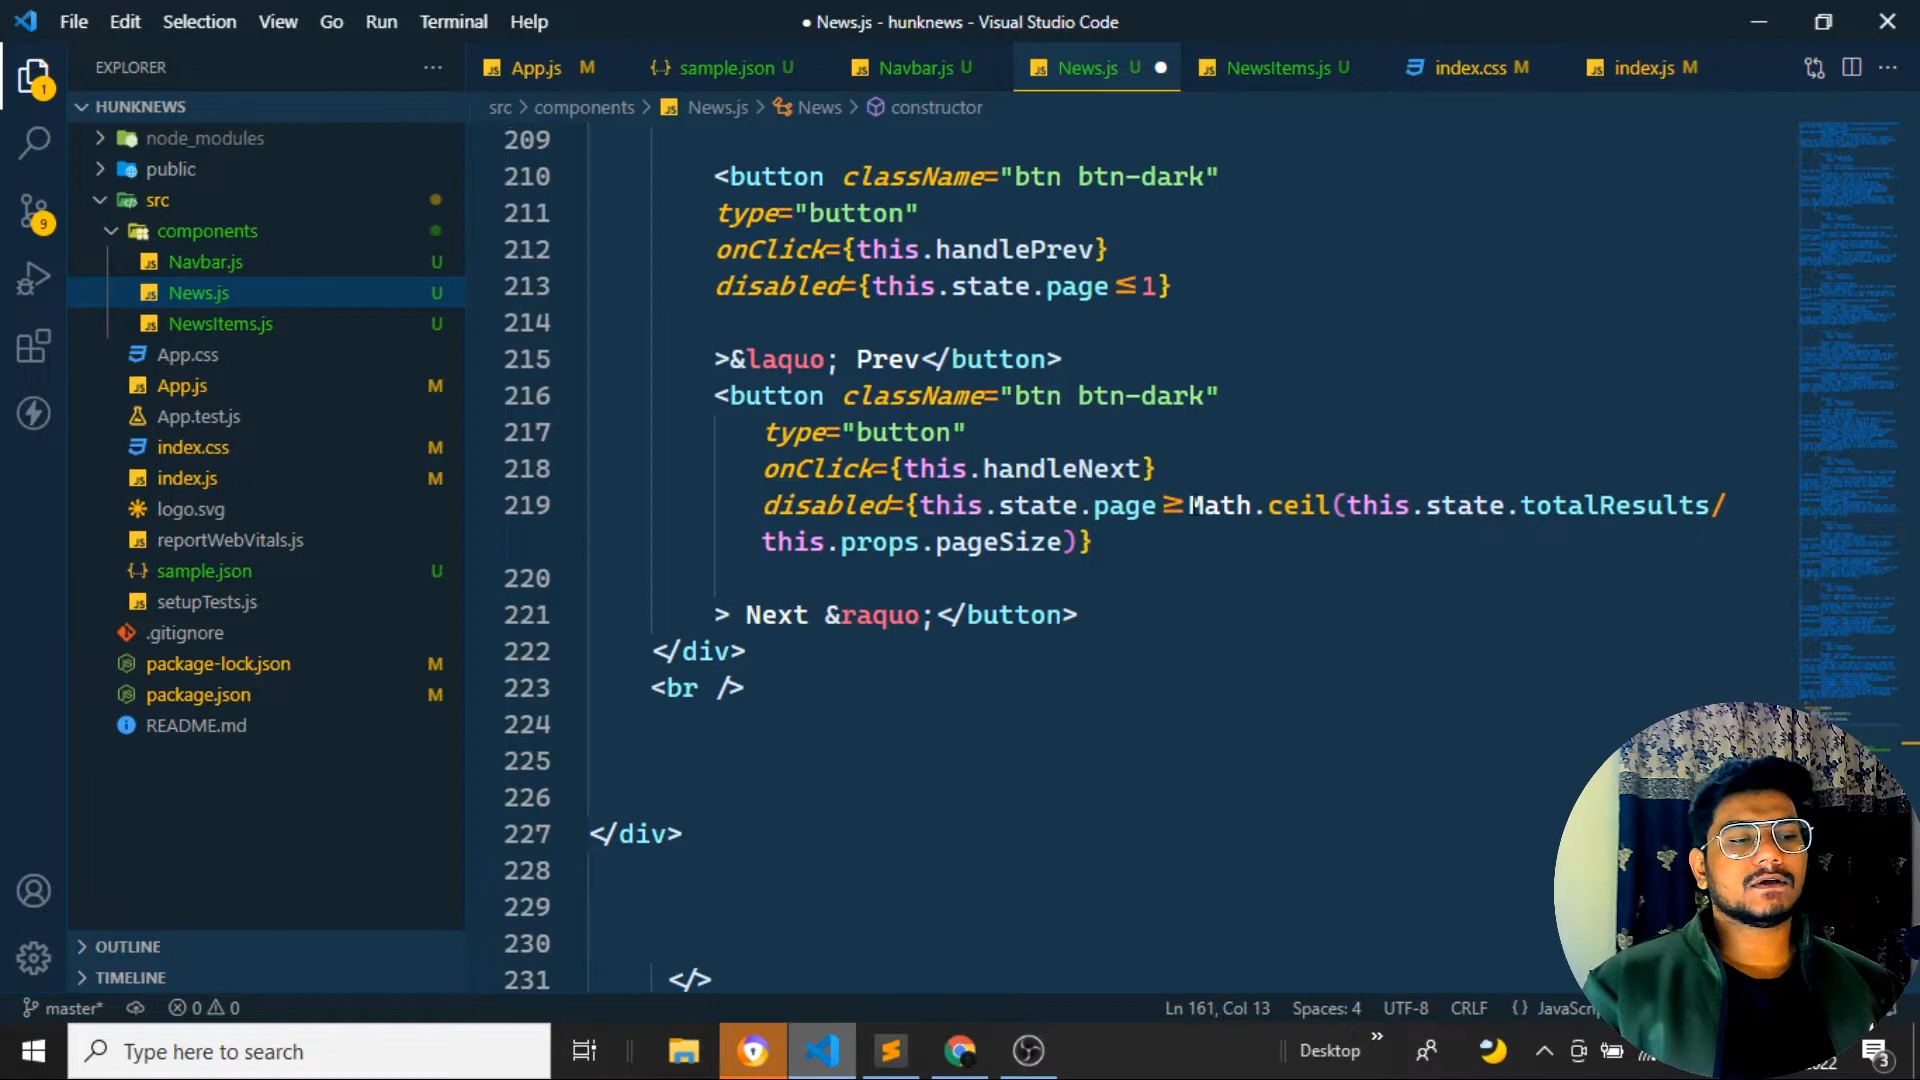 File Edit Selection View Go Run Terminal Help
● News.js - hunknews - Visual Studio Code
EXPLORER
HUNKNEWS
node_modules
public
src
components
Navbar.js U
News.js U
NewsItems.js U
App.css
App.js M
App.test.js
index.css M
index.js M
logo.svg
reportWebVitals.js
sample.json U
setupTests.js
.gitignore
package-lock.json M
package.json M
README.md
OUTLINE
TIMELINE
1
9
App.js M sample.json U Navbar.js U News.js U NewsItems.js U index.css M index.js M
src > components > News.js > News > constructor
209
210 <button className="btn btn-dark"
211 type="button"
212 onClick={this.handlePrev}
213 disabled={this.state.page≤1}
214
215 >&laquo; Prev</button>
216 <button className="btn btn-dark"
217 type="button"
218 onClick={this.handleNext}
219 disabled={this.state.page≥Math.ceil(this.state.totalResults/
this.props.pageSize)}
220
221 > Next &raquo;</button>
222 </div>
223 <br />
224
225
226
227 </div>
228
229
230
231 </>
master* 0 0 Ln 161, Col 13 Spaces: 4 UTF-8 CRLF {}
Type here to search
Desktop
3